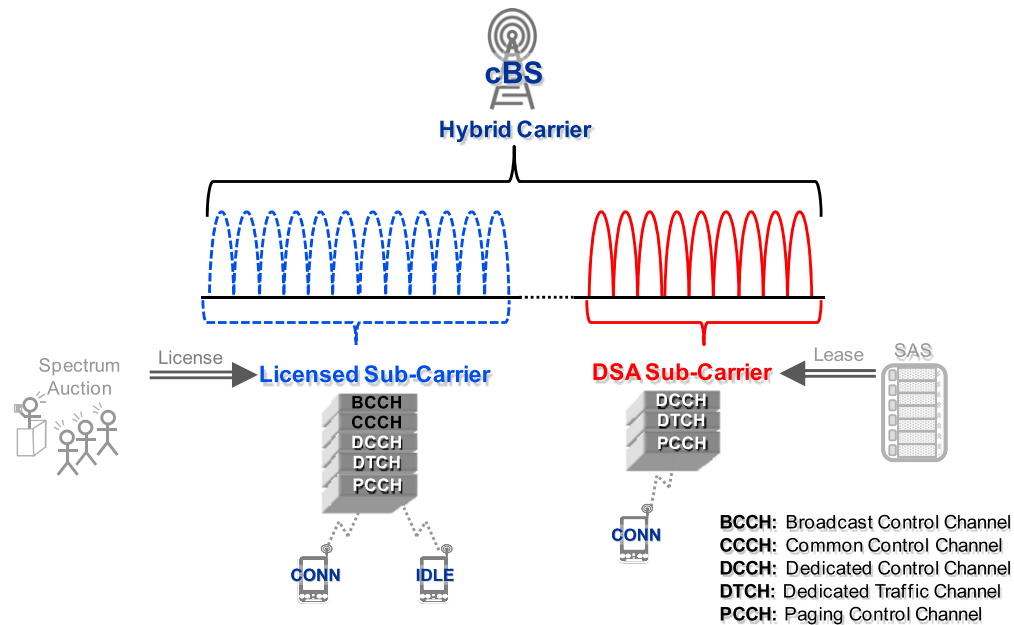 cBS
Hybrid Carrier
Spectrum
Auction
License
Licensed Sub-Carrier
DSA Sub-Carrier
Lease
SAS
BCCH
CCCH
DCCH
DTCH
PCCH
DCCH
DTCH
PCCH
CONN
IDLE
CONN
BCCH: Broadcast Control Channel
CCCH: Common Control Channel
DCCH: Dedicated Control Channel
DTCH: Dedicated Traffic Channel
PCCH: Paging Control Channel